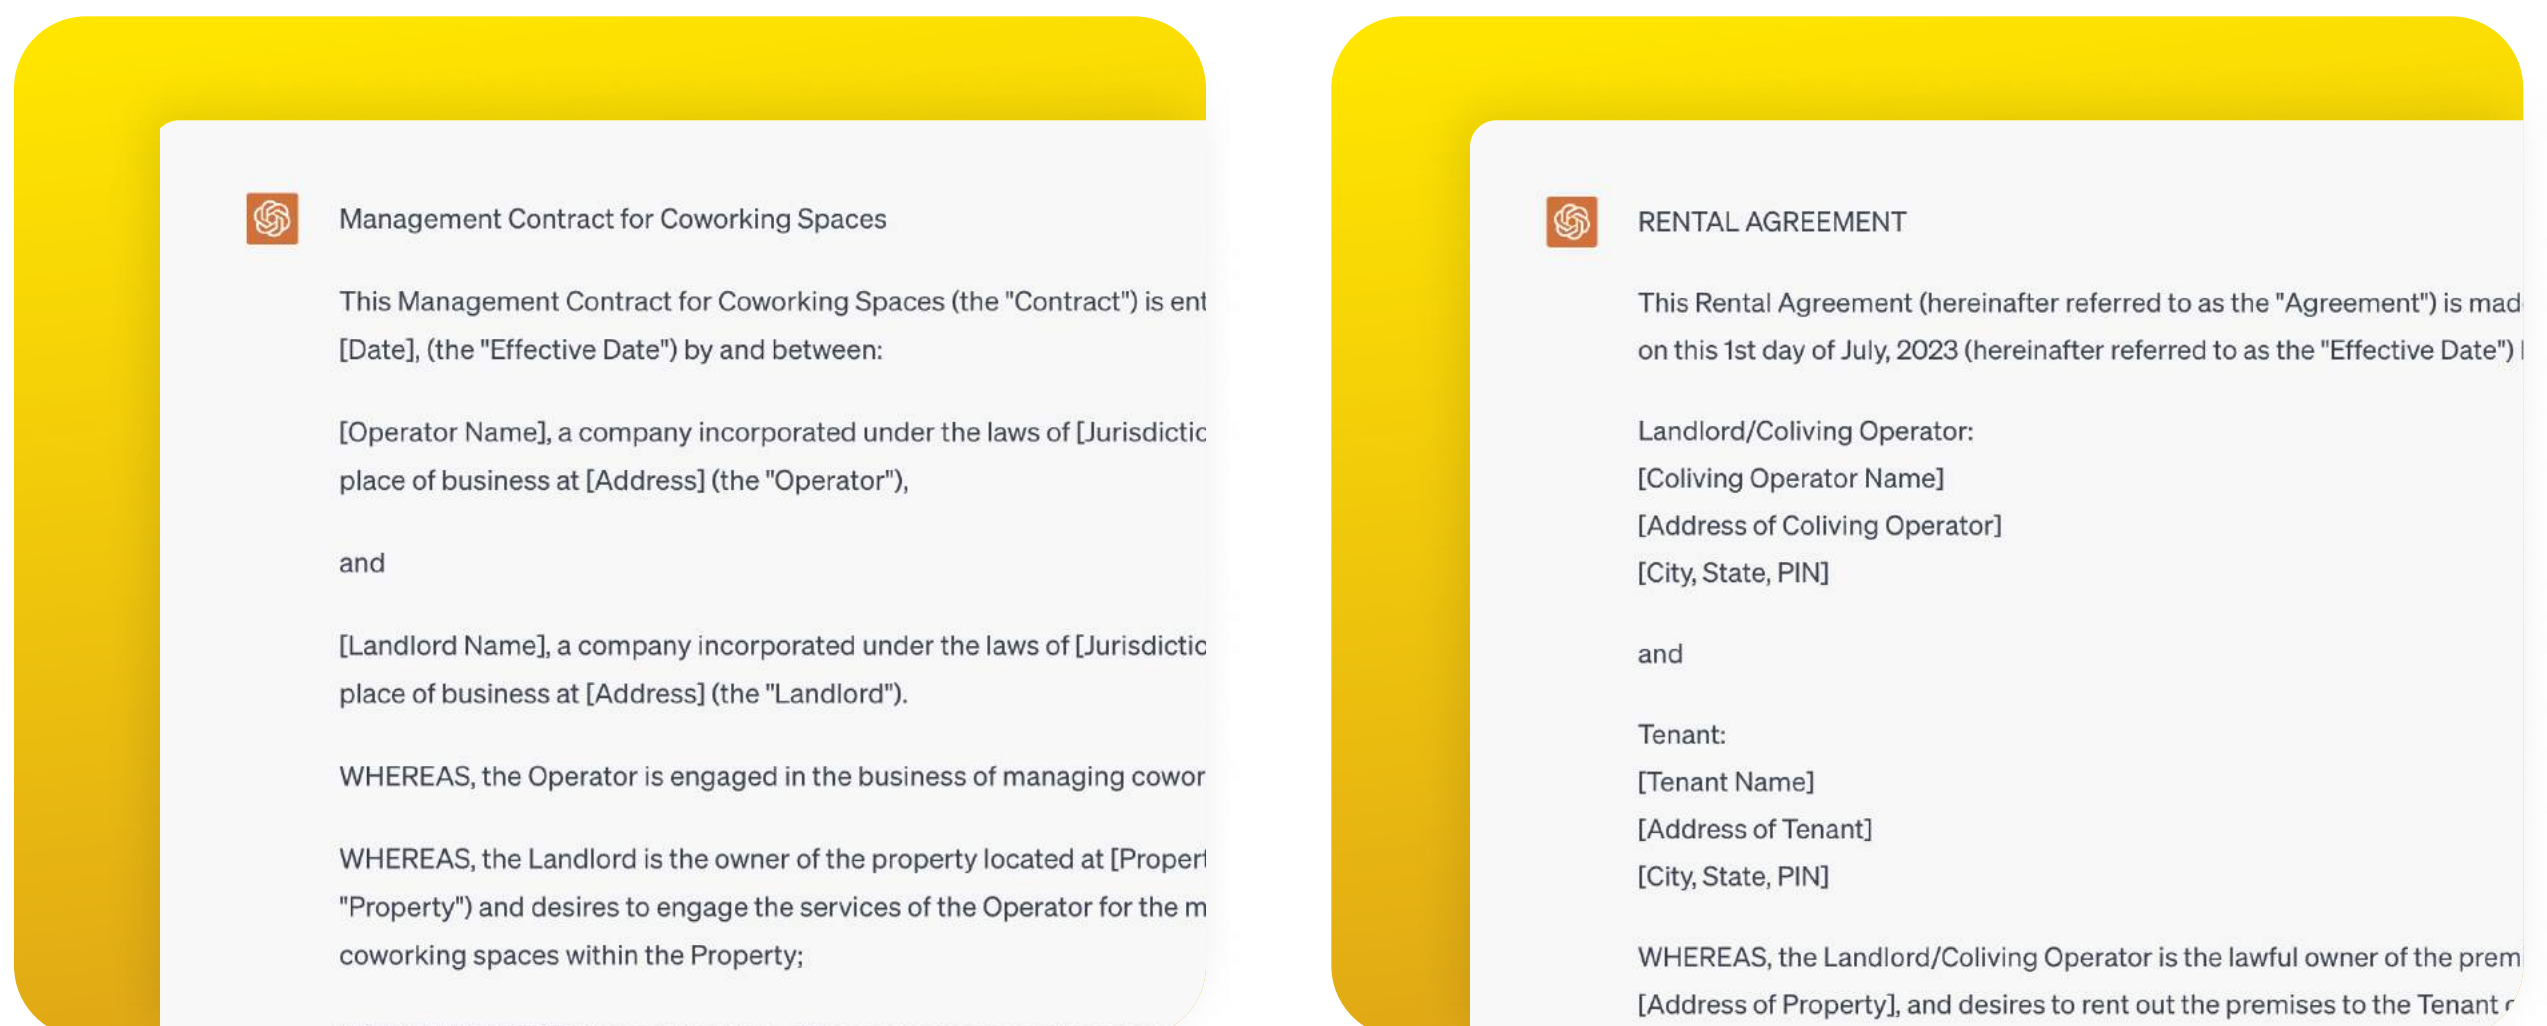 Management Contract for Coworking Spaces
This Management Contract for Coworking Spaces (the "Contract") is
[Date], (the "Effective Date") by and between:
[Operator Name], a company incorporated under the laws of
place of business at [Address] (the "Operator"),
and
[Landlord Name], a company incorporated under the laws of
place of business at [Address] (the "Landlord").
WHEREAS, the Operator is engaged in the business of managing
WHEREAS, the Landlord is the owner of the property located at
"Property") and desires to engage the services of the Operator for the
coworking spaces within the Property;
RENTAL AGREEMENT
This Rental Agreement (hereinafter referred to as the "Agreement") is
on this 1st day of July, 2023 (hereinafter referred to as the "Effective Date")
Landlord/Coliving Operator:
[Coliving Operator Name]
[Address of Coliving Operator]
[City, State, PIN]
and
Tenant:
[Tenant Name]
[Address of Tenant]
[City, State, PIN]
WHEREAS, the Landlord/Coliving Operator is the lawful owner of the
[Address of Property], and desires to rent out the premises to the Tenant